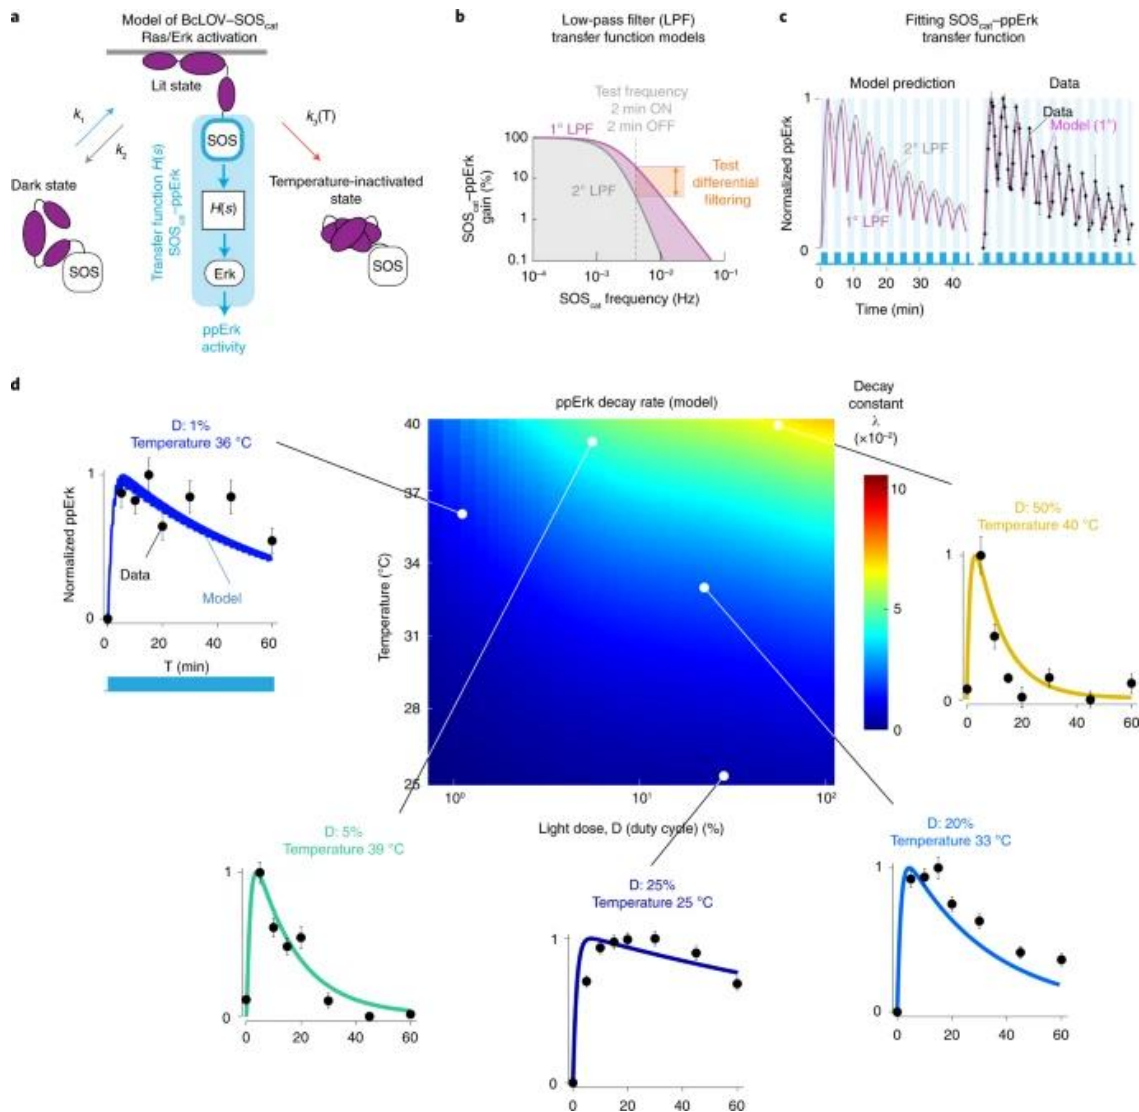 a
Model of BcLOV–SOScat
Ras/Erk activation
Lit state
k1
k2
k3(T)
SOS
Transfer function H(s)
SOScat–ppErk
H(s)
Erk
ppErk
activity
Dark state
SOS
Temperature-inactivated
state
SOS
b
Low-pass filter (LPF)
transfer function models
Test frequency
2 min ON
2 min OFF
1° LPF
2° LPF
Test
differential
filtering
SOScat–ppErk
gain (%)
100
10
1
0.1
10⁻⁴
10⁻³
10⁻²
10⁻¹
SOScat frequency (Hz)
c
Fitting SOScat–ppErk
transfer function
Model prediction
Data
Normalized ppErk
1
0
2° LPF
1° LPF
Data
Model (1°)
0 10 20 30 40
Time (min)
d
ppErk decay rate (model)
Decay
constant
λ
(×10⁻²)
10
5
0
Temperature (°C)
40
37
34
31
28
25
10⁰
10¹
10²
Light dose, D (duty cycle) (%)
D: 1%
Temperature 36 °C
Normalized ppErk
1
0
Data
Model
0 20 40 60
T (min)
D: 50%
Temperature 40 °C
1
0
0 20 40 60
D: 5%
Temperature 39 °C
1
0
0 20 40 60
D: 25%
Temperature 25 °C
1
0
0 20 40 60
D: 20%
Temperature 33 °C
1
0
0 20 40 60